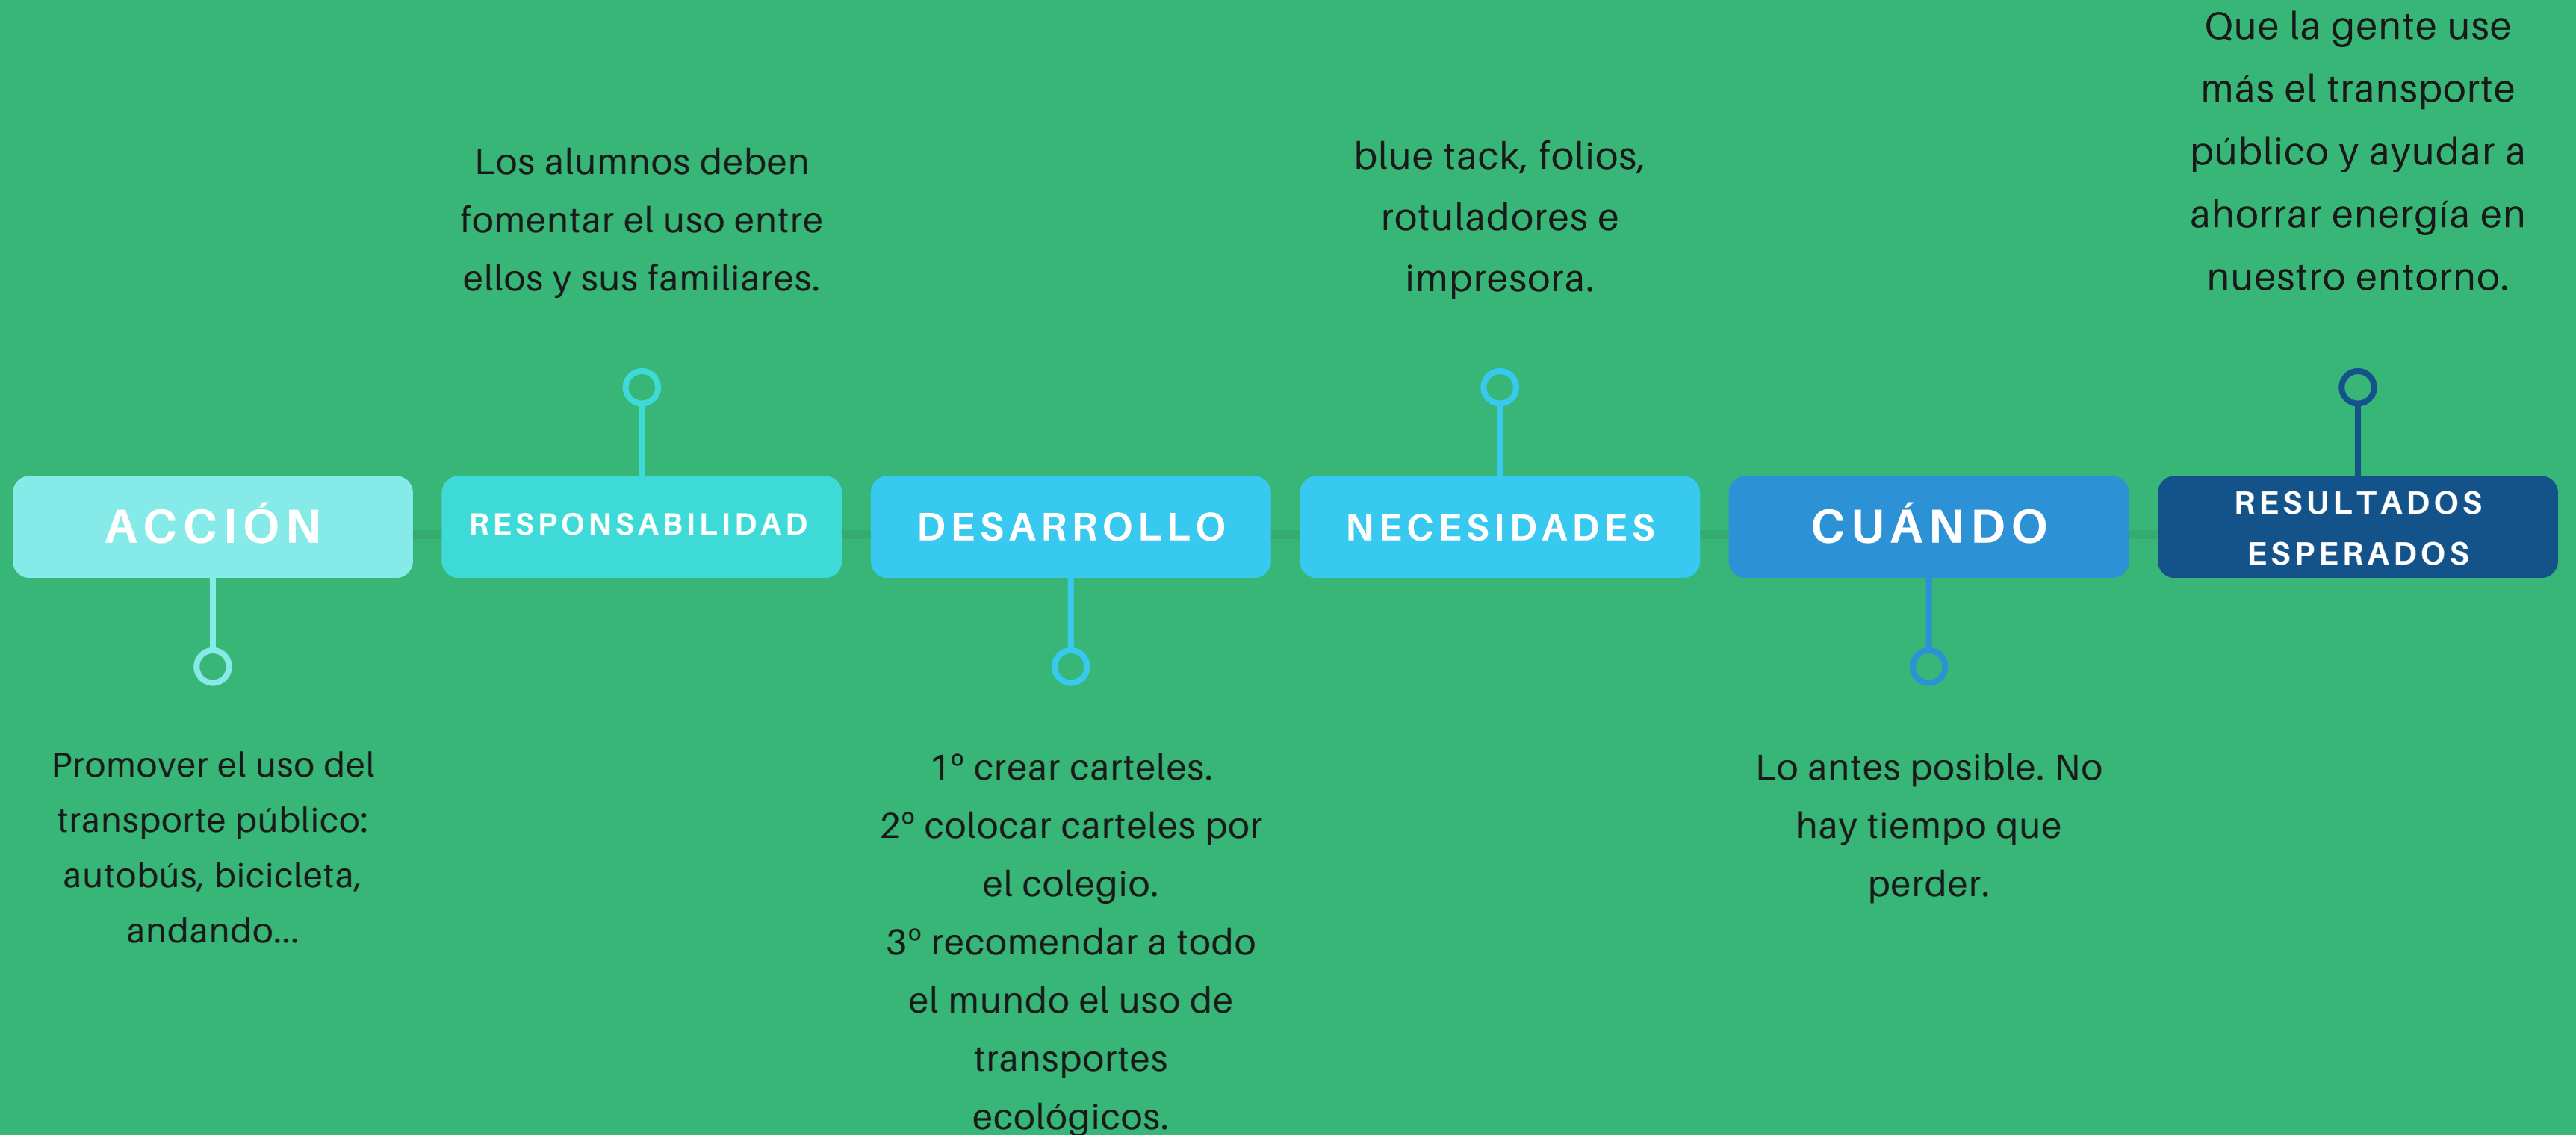 ACCIÓN
Promover el uso del
transporte público:
autobús, bicicleta,
andando...
Los alumnos deben
fomentar el uso entre
ellos y sus familiares.
RESPONSABILIDAD
DESARROLLO
1º crear carteles.
2º colocar carteles por
el colegio.
3º recomendar a todo
el mundo el uso de
transportes
ecológicos.
blue tack, folios,
rotuladores e
impresora.
NECESIDADES
CUÁNDO
Lo antes posible. No
hay tiempo que
perder.
Que la gente use
más el transporte
público y ayudar a
ahorrar energía en
nuestro entorno.
RESULTADOS
ESPERADOS